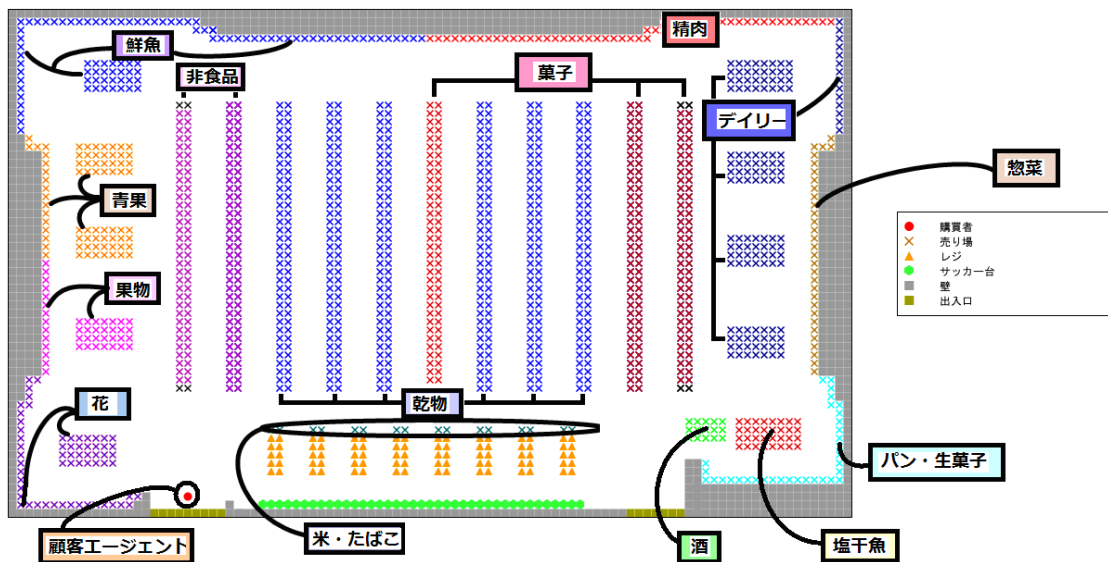 精肉
鮮魚
非食品
菓子
デイリー
惣菜
青果
購買者
売り場
レジ
サッカー台
壁
出入口
果物
花
乾物
パン・生菓子
顧客エージェント
米・たばこ
酒
塩干魚